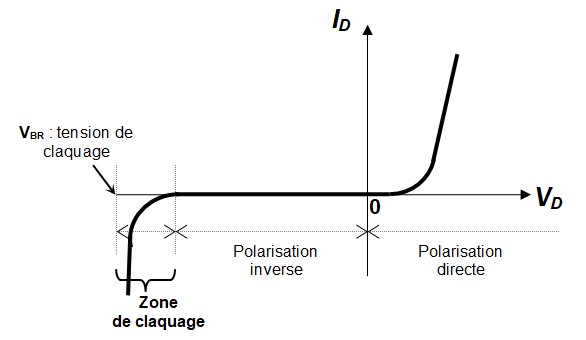 I_D
V_BR : tension de
claquage
0
V_D
Polarisation
inverse
Polarisation
directe
Zone
de claquage